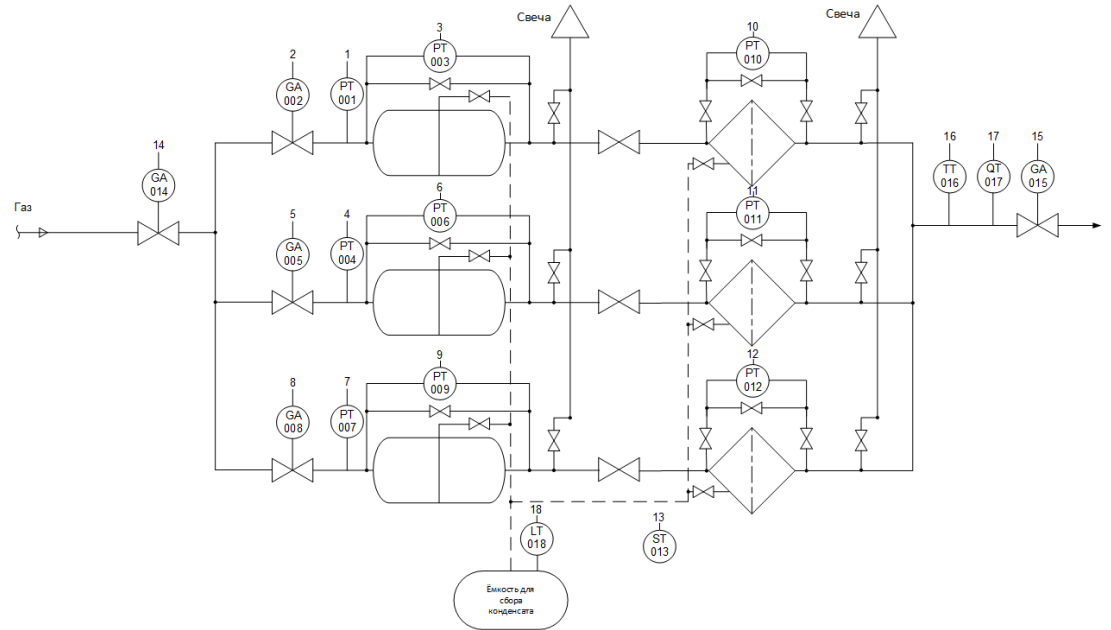 Свеча
Свеча
3
PT
003
10
PT
010
2
GA
002
1
PT
001
14
GA
014
16
TT
016
17
QT
017
15
GA
015
Газ
6
PT
006
11
PT
011
5
GA
005
4
PT
004
9
PT
009
12
PT
012
8
GA
008
7
PT
007
18
LT
018
13
ST
013
Ёмкость для
сбора
конденсата